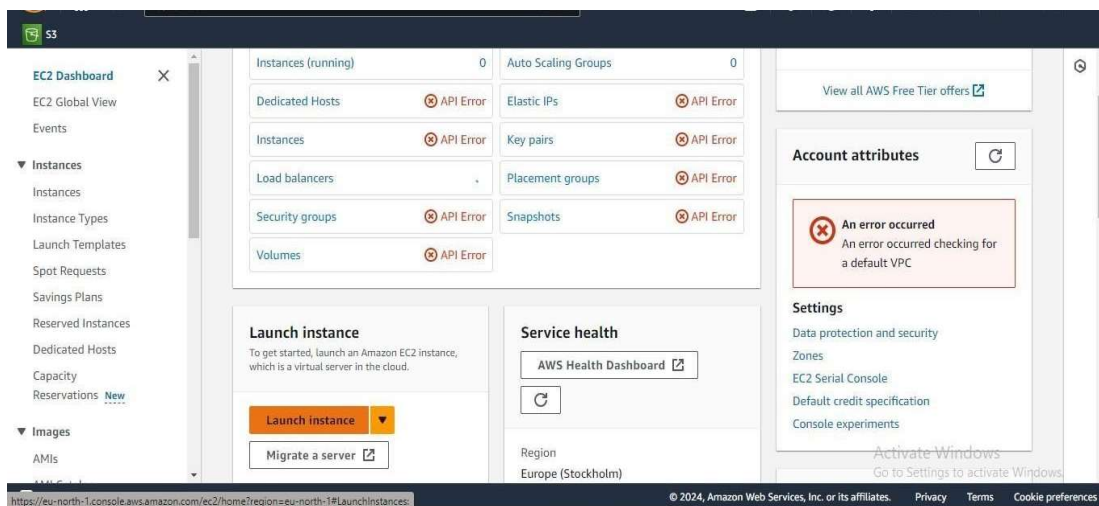 S3
EC2 Dashboard
EC2 Global View
Events
Instances
Instances
Instance Types
Launch Templates
Spot Requests
Savings Plans
Reserved Instances
Dedicated Hosts
Capacity
Reservations New
Images
AMIs
Instances (running) 0
Auto Scaling Groups 0
Dedicated Hosts API Error
Elastic IPs API Error
Instances API Error
Key pairs API Error
Load balancers
Placement groups API Error
Security groups API Error
Snapshots API Error
Volumes API Error
Launch instance
To get started, launch an Amazon EC2 instance,
which is a virtual server in the cloud.
Launch instance
Migrate a server
Service health
AWS Health Dashboard
Region
Europe (Stockholm)
View all AWS Free Tier offers
Account attributes
An error occurred
An error occurred checking for
a default VPC
Settings
Data protection and security
Zones
EC2 Serial Console
Default credit specification
Console experiments
Activate Windows
Go to Settings to activate Windows.
https://eu-north-1.console.aws.amazon.com/ec2/home?region=eu-north-1#LaunchInstances:
© 2024, Amazon Web Services, Inc. or its affiliates. Privacy Terms Cookie preferences